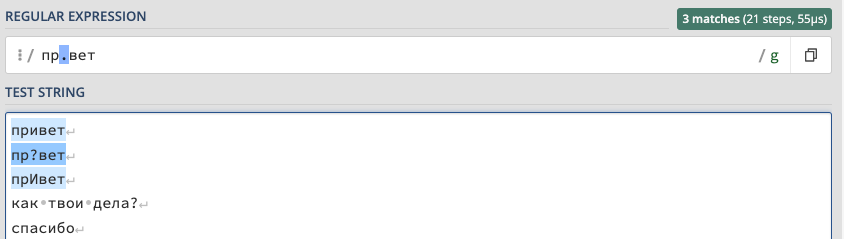 REGULAR EXPRESSION
3 matches (21 steps, 55μs)
/ пр.вет / g
TEST STRING
привет↵
пр?вет↵
прИвет↵
как•твои•дела?↵
спасибо↵